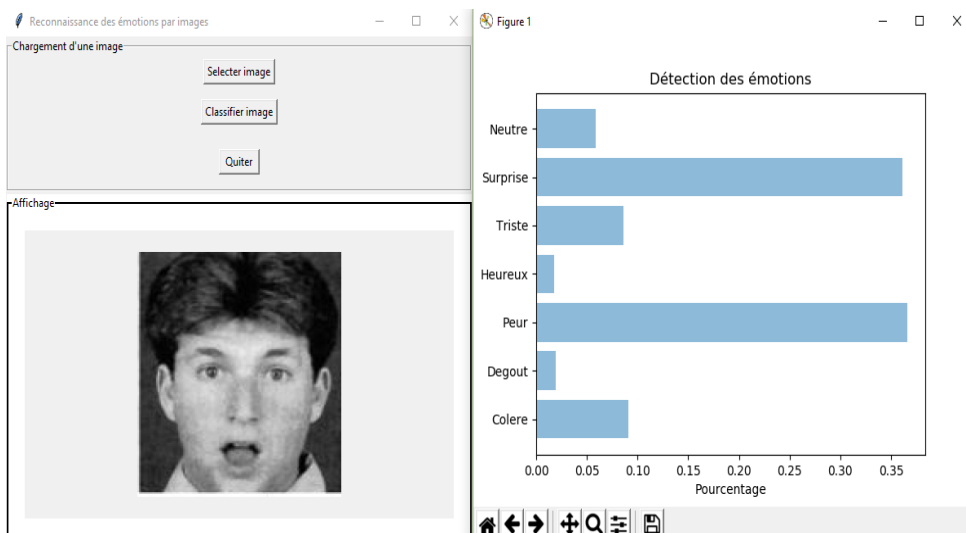 Reconnaissance des émotions par images
Chargement d'une image
Selecter image
Classifier image
Quiter
Affichage
Figure 1
Détection des émotions
Neutre
Surprise
Triste
Heureux
Peur
Degout
Colere
0.00 0.05 0.10 0.15 0.20 0.25 0.30 0.35
Pourcentage